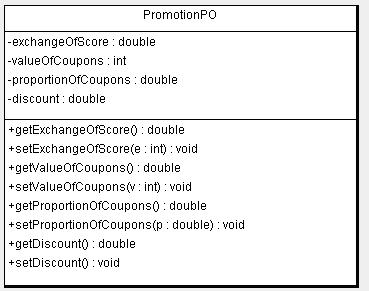 PromotionPO
-exchangeOfScore : double
-valueOfCoupons : int
-proportionOfCoupons : double
-discount : double
+getExchangeOfScore() : double
+setExchangeOfScore(e : int) : void
+getValueOfCoupons() : double
+setValueOfCoupons(v : int) : void
+getProportionOfCoupons() : double
+setProportionOfCoupons(p : double) : void
+getDiscount() : double
+setDiscount() : void